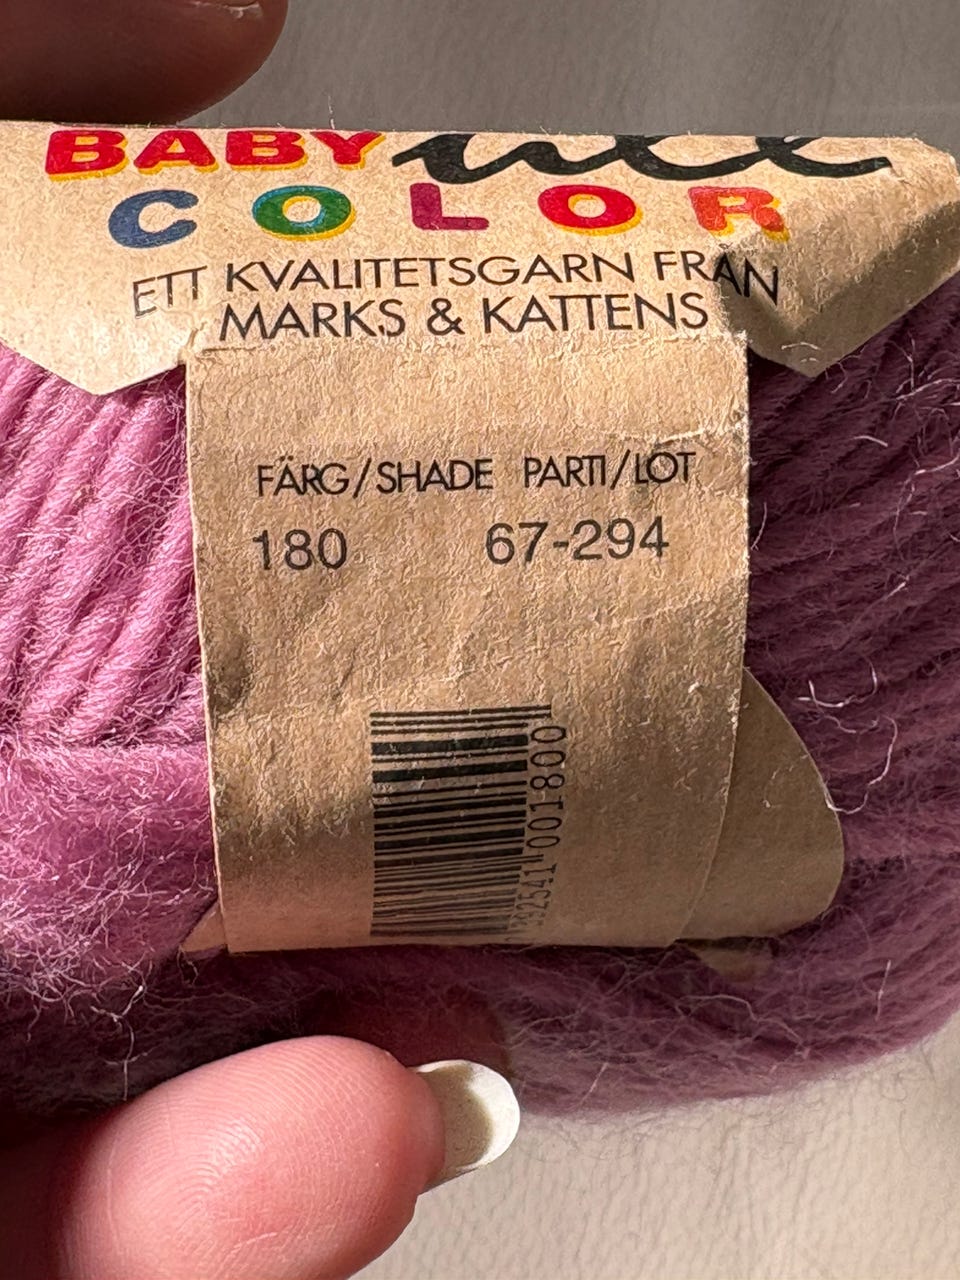 BABY ull
COLOR
ETT KVALITETSGARN FRÅN
MARKS & KATTENS
FÄRG/SHADE PARTI/LOT
180 67-294